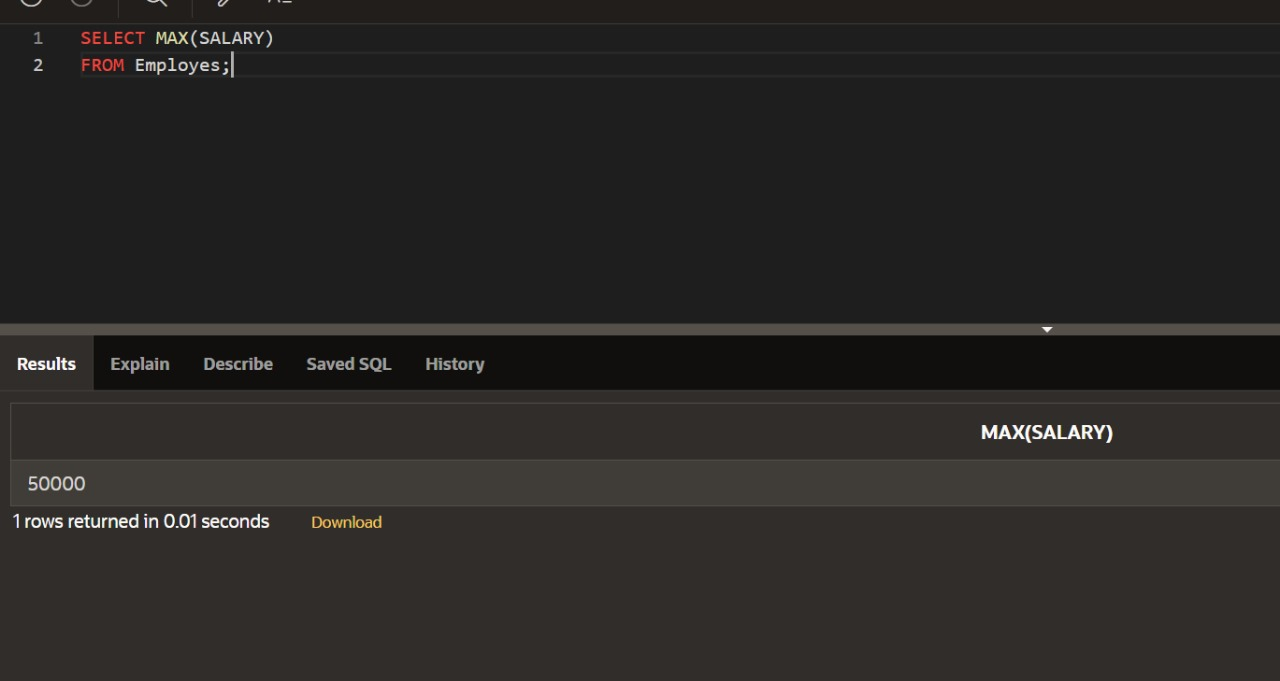 1 SELECT MAX(SALARY)
2 FROM Employes;
Results Explain Describe Saved SQL History
MAX(SALARY)
50000
1 rows returned in 0.01 seconds Download